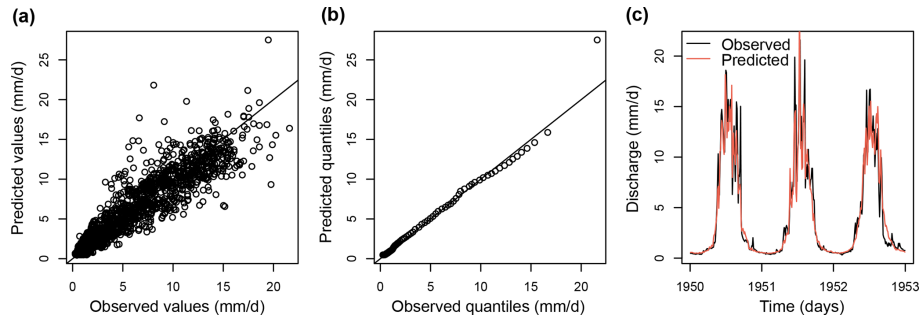 (a)
Predicted values (mm/d)
25
20
15
10
5
0
0 5 10 15 20
Observed values (mm/d)
(b)
Predicted quantiles (mm/d)
25
20
15
10
5
0
0 5 10 15 20
Observed quantiles (mm/d)
(c)
Observed
Predicted
Discharge (mm/d)
20
15
10
5
0
1950 1951 1952 1953
Time (days)